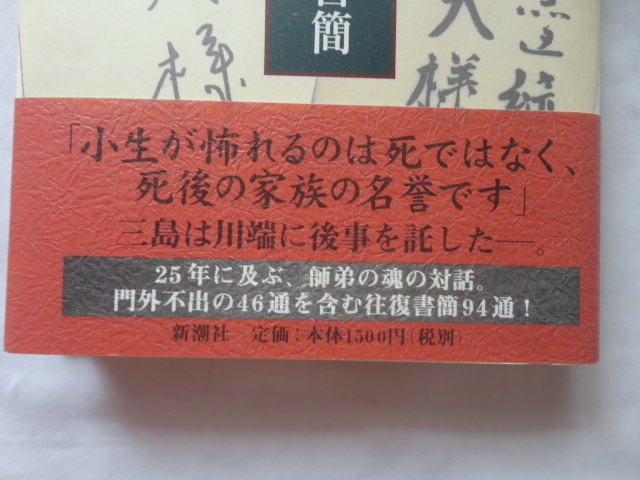 書簡
様
夫様
「小生が怖れるのは死ではなく、
死後の家族の名誉です」
三島は川端に後事を託した―。
25年に及ぶ、師弟の魂の対話。
門外不出の46通を含む往復書簡94通！
新潮社　定価：本体1500円（税別）